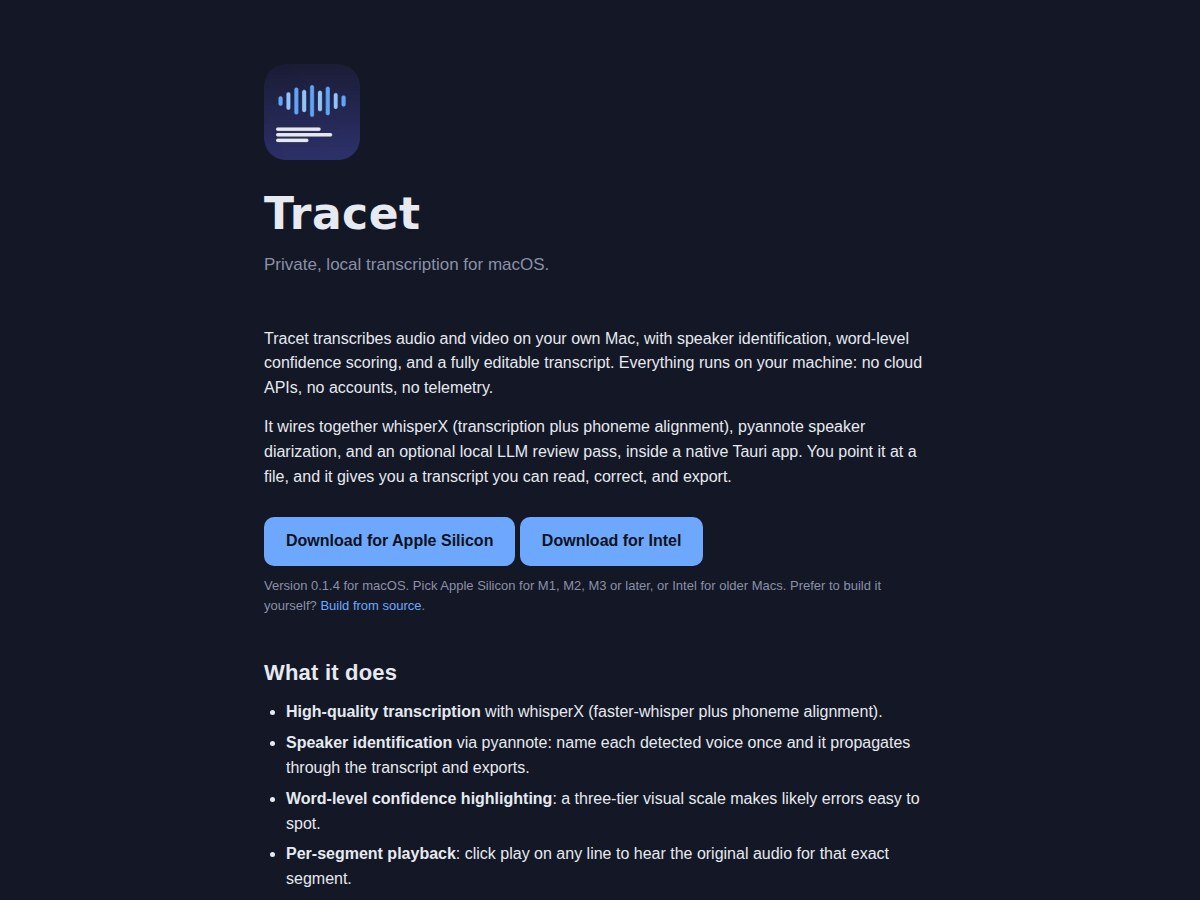 Tracet
Private, local transcription for macOS.
Tracet transcribes audio and video on your own Mac, with speaker identification, word-level
confidence scoring, and a fully editable transcript. Everything runs on your machine: no cloud
APIs, no accounts, no telemetry.
It wires together whisperX (transcription plus phoneme alignment), pyannote speaker
diarization, and an optional local LLM review pass, inside a native Tauri app. You point it at a
file, and it gives you a transcript you can read, correct, and export.
Download for Apple Silicon Download for Intel
Version 0.1.4 for macOS. Pick Apple Silicon for M1, M2, M3 or later, or Intel for older Macs. Prefer to build it
yourself? Build from source.
What it does
• High-quality transcription with whisperX (faster-whisper plus phoneme alignment).
• Speaker identification via pyannote: name each detected voice once and it propagates
through the transcript and exports.
• Word-level confidence highlighting: a three-tier visual scale makes likely errors easy to
spot.
• Per-segment playback: click play on any line to hear the original audio for that exact
segment.